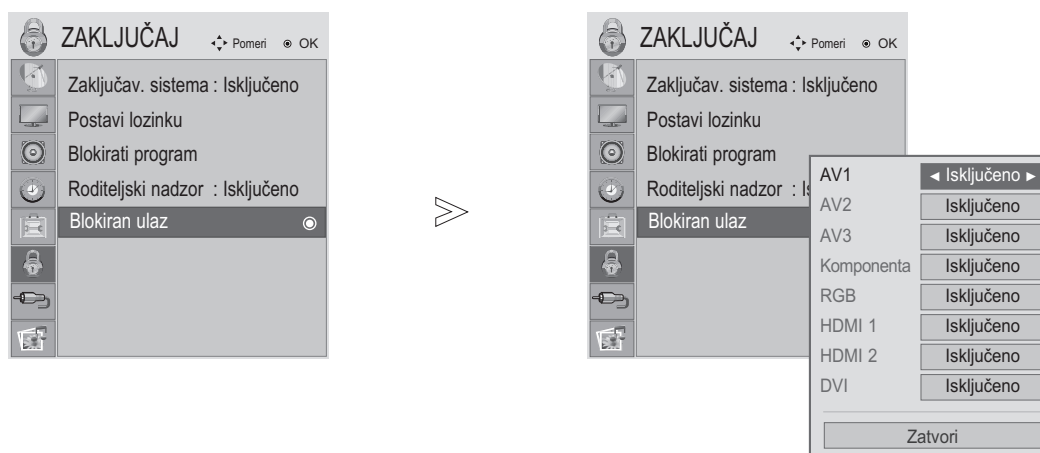 ZAKLJUČAJ Pomeri OK
Zaključav. sistema : Isključeno
Postavi lozinku
Blokirati program
Roditeljski nadzor : Isključeno
Blokiran ulaz
ZAKLJUČAJ Pomeri OK
Zaključav. sistema : Isključeno
Postavi lozinku
Blokirati program
Roditeljski nadzor :
Blokiran ulaz
AV1 ◄ Isključeno ►
AV2 Isključeno
AV3 Isključeno
Komponenta Isključeno
RGB Isključeno
HDMI 1 Isključeno
HDMI 2 Isključeno
DVI Isključeno
Zatvori